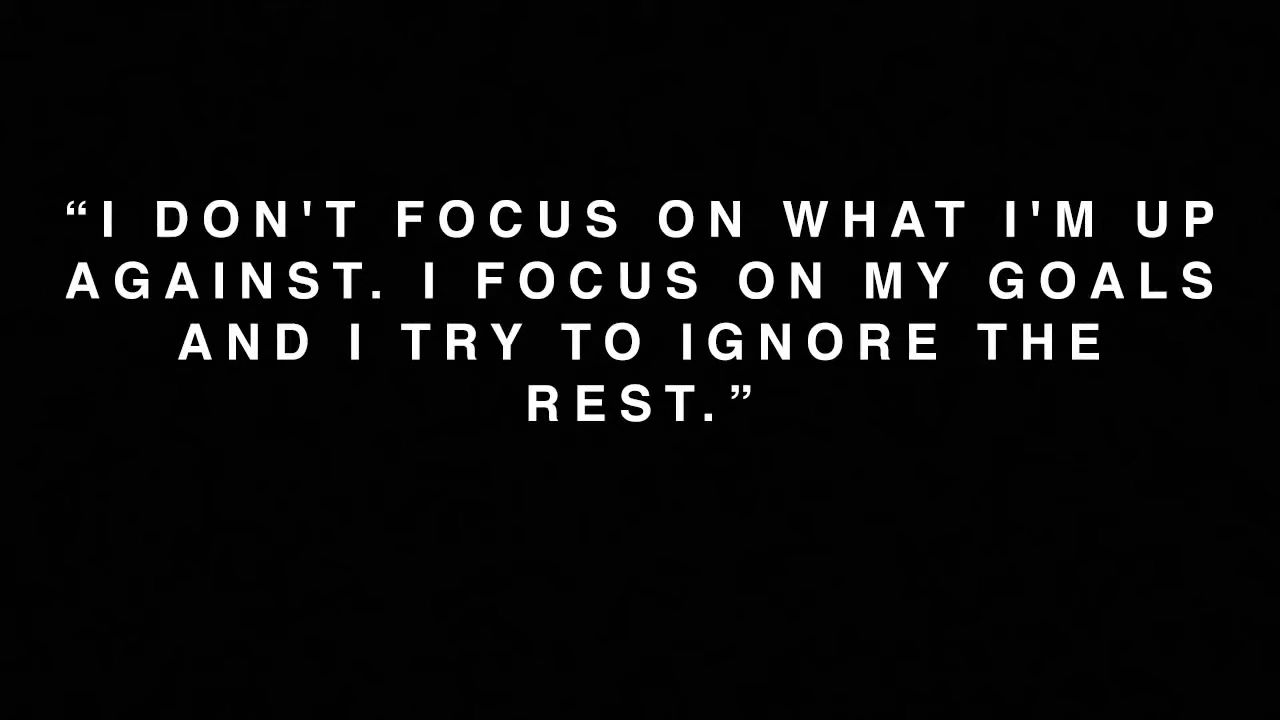 “I DON'T FOCUS ON WHAT I'M UP
AGAINST. I FOCUS ON MY GOALS
AND I TRY TO IGNORE THE
REST.”